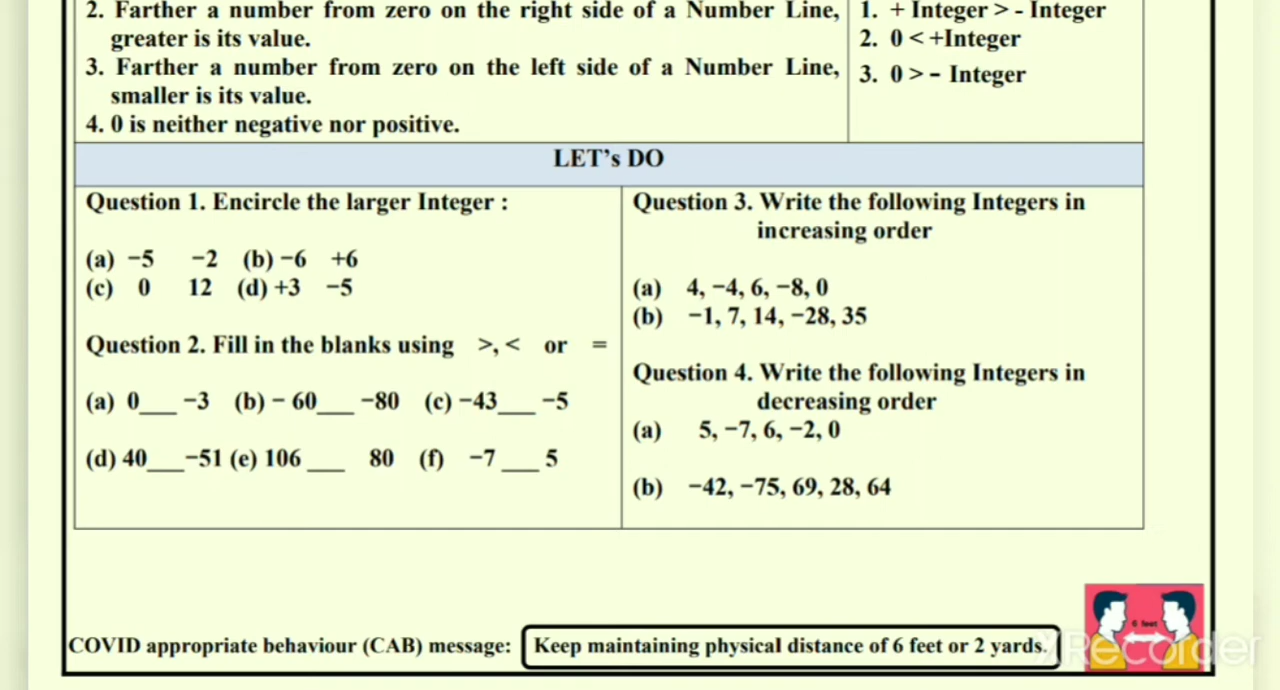 2. Farther a number from zero on the right side of a Number Line,
greater is its value.
3. Farther a number from zero on the left side of a Number Line,
smaller is its value.
4. 0 is neither negative nor positive.
1. + Integer > - Integer
2. 0 < +Integer
3. 0 > − Integer
LET’s DO
Question 1. Encircle the larger Integer :
(a) −5 −2 (b) −6 +6
(c) 0 12 (d) +3 −5
Question 2. Fill in the blanks using >, < or =
(a) 0___ −3 (b) − 60___ −80 (c) −43___ −5
(d) 40___−51 (e) 106 ___ 80 (f) −7 ___ 5
Question 3. Write the following Integers in
increasing order
(a) 4, −4, 6, −8, 0
(b) −1, 7, 14, −28, 35
Question 4. Write the following Integers in
decreasing order
(a) 5, −7, 6, −2, 0
(b) −42, −75, 69, 28, 64
COVID appropriate behaviour (CAB) message: Keep maintaining physical distance of 6 feet or 2 yards.
6 feet
XRecorder